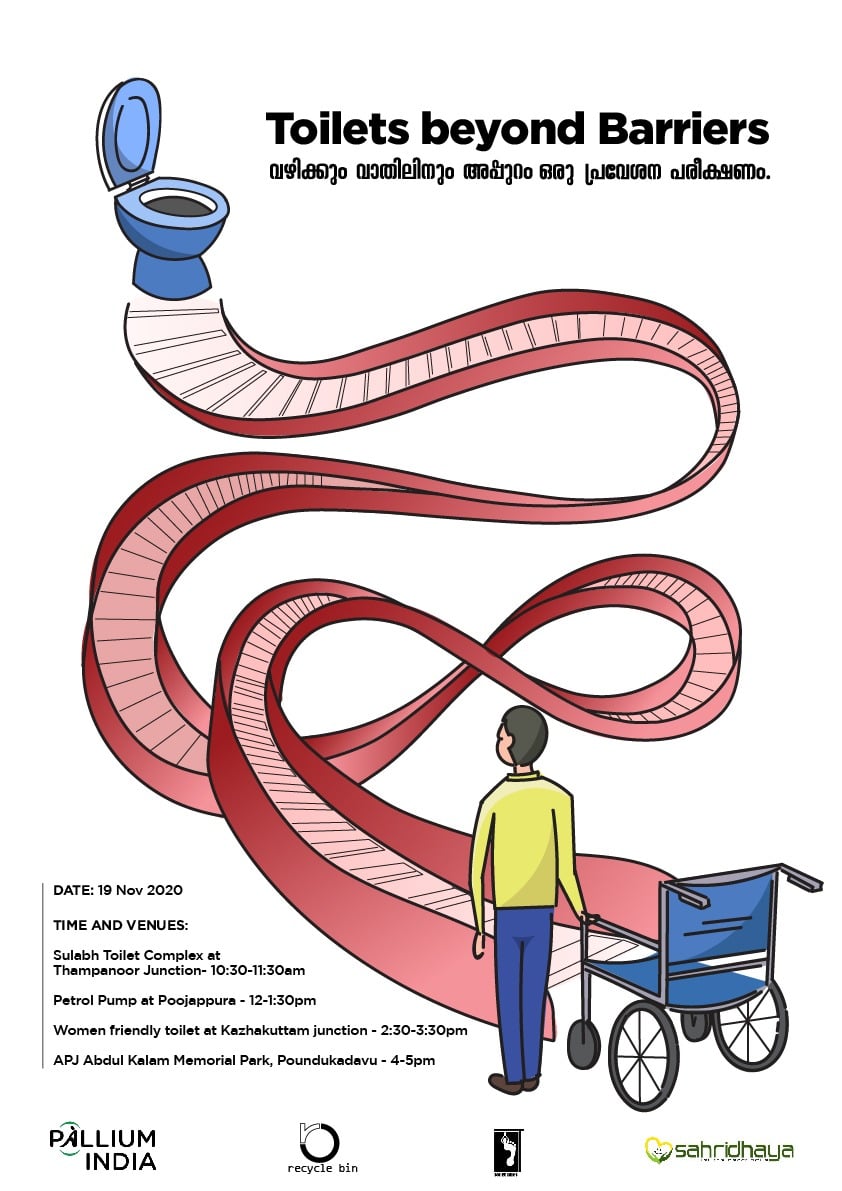 Toilets beyond Barriers
വഴിക്കും വാതിലിനും അപ്പുറം ഒരു പ്രവേശന പരീക്ഷണം.
DATE: 19 Nov 2020
TIME AND VENUES:
Sulabh Toilet Complex at
Thampanoor Junction- 10:30-11:30am
Petrol Pump at Poojappura - 12-1:30pm
Women friendly toilet at Kazhakuttam junction - 2:30-3:30pm
APJ Abdul Kalam Memorial Park, Poundukadavu - 4-5pm
PALLIUM
INDIA
recycle bin
sahridhaya